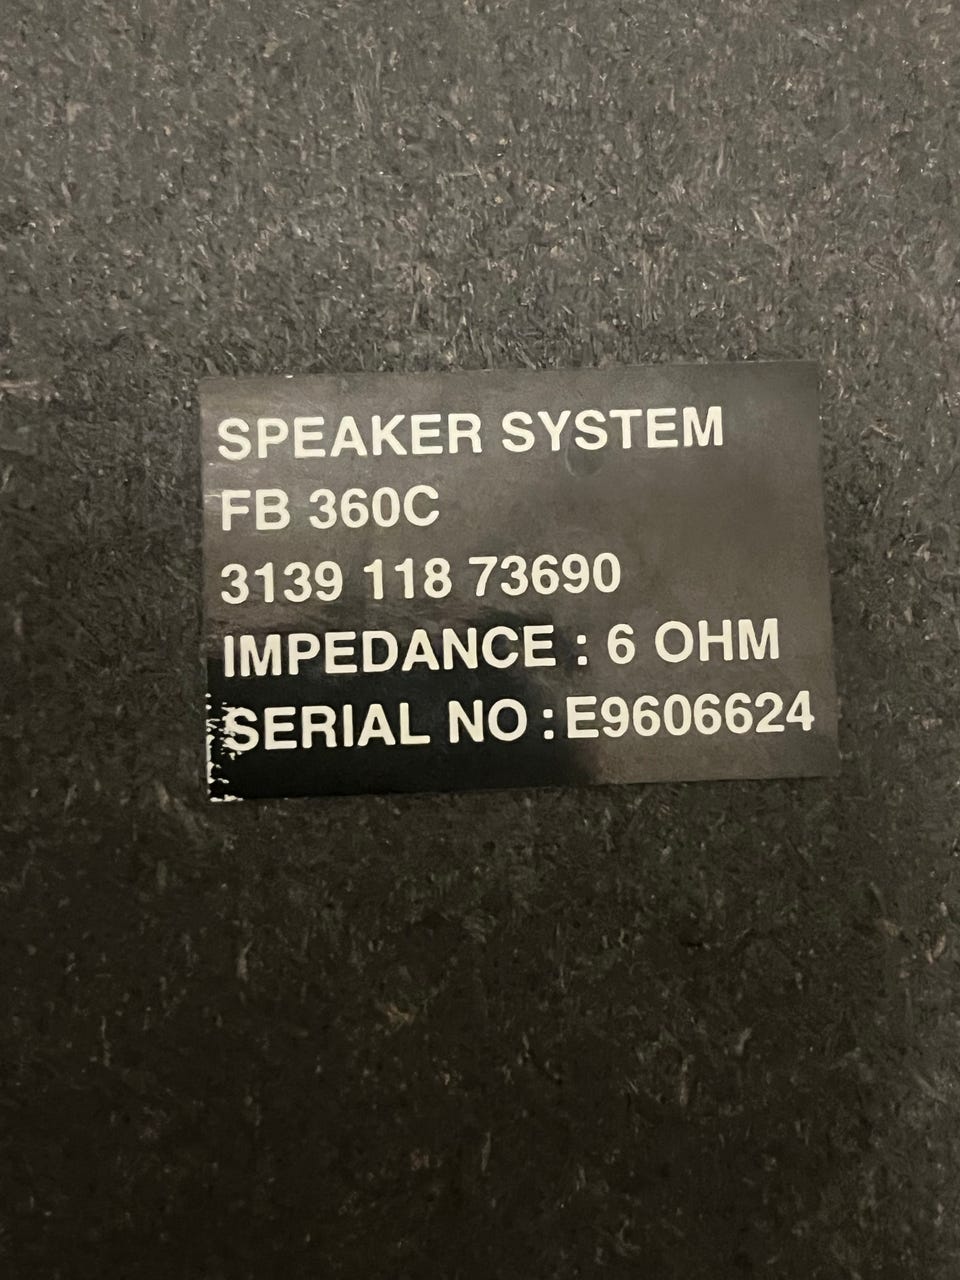 SPEAKER SYSTEM
FB 360C
3139 118 73690
IMPEDANCE : 6 OHM
SERIAL NO : E9606624